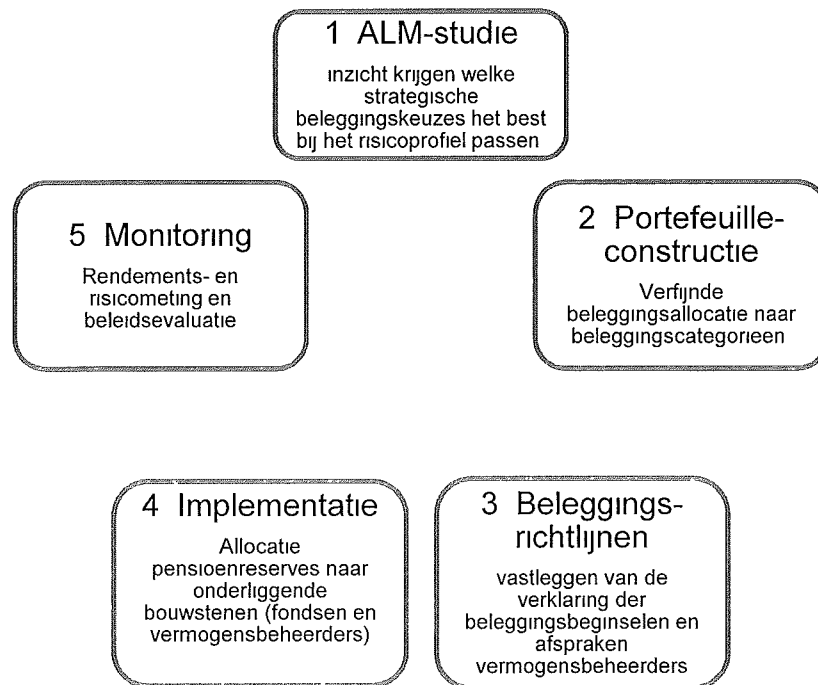 1 ALM-studie
inzicht krijgen welke
strategische
beleggingskeuzes het best
bij het risicoprofiel passen
2 Portefeuille-
constructie
Verfijnde
beleggingsallocatie naar
beleggingscategorieen
3 Beleggings-
richtlijnen
vastleggen van de
verklaring der
beleggingsbeginselen en
afspraken
vermogensbeheerders
4 Implementatie
Allocatie
pensioenreserves naar
onderliggende
bouwstenen (fondsen en
vermogensbeheerders)
5 Monitoring
Rendements- en
risicometing en
beleidsevaluatie